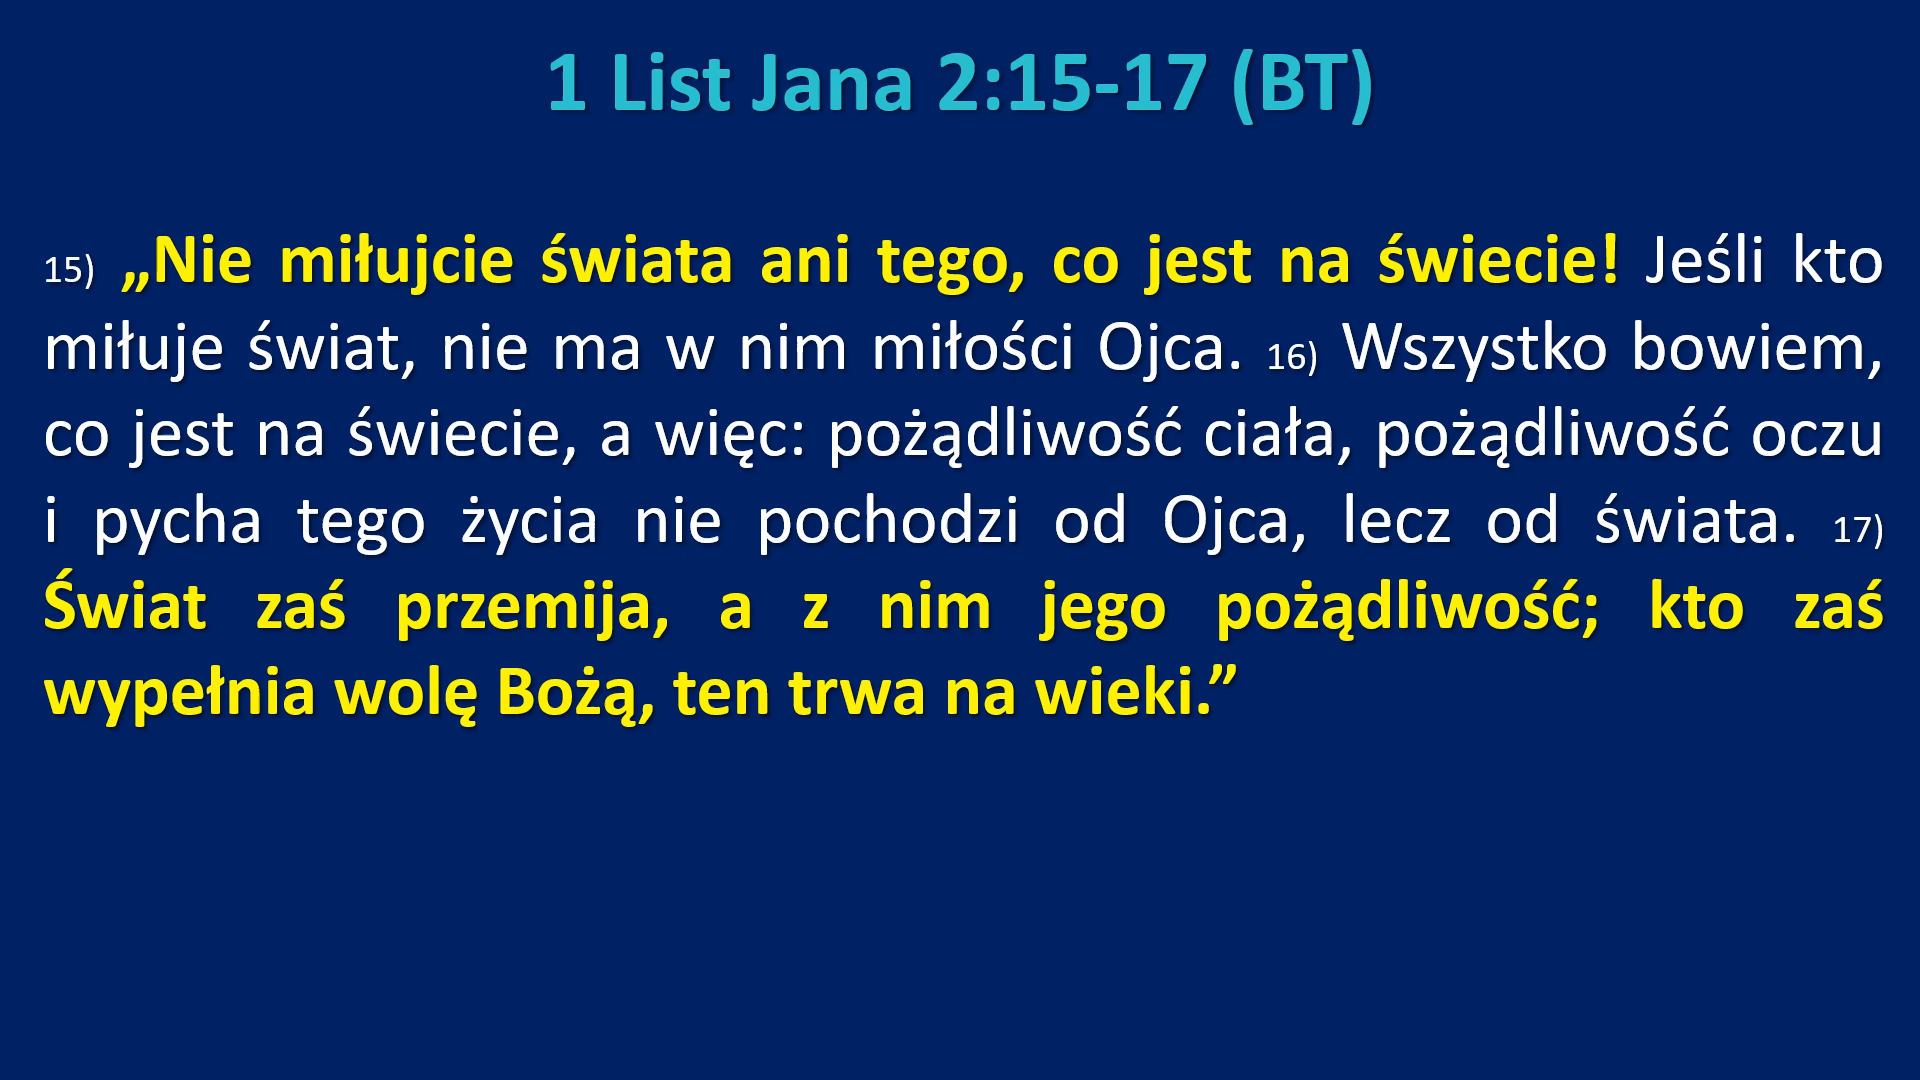 1 List Jana 2:15-17 (BT)
15) „Nie miłujcie świata ani tego, co jest na świecie! Jeśli kto
miłuje świat, nie ma w nim miłości Ojca. 16) Wszystko bowiem,
co jest na świecie, a więc: pożądliwość ciała, pożądliwość oczu
i pycha tego życia nie pochodzi od Ojca, lecz od świata. 17)
Świat zaś przemija, a z nim jego pożądliwość; kto zaś
wypełnia wolę Bożą, ten trwa na wieki.”